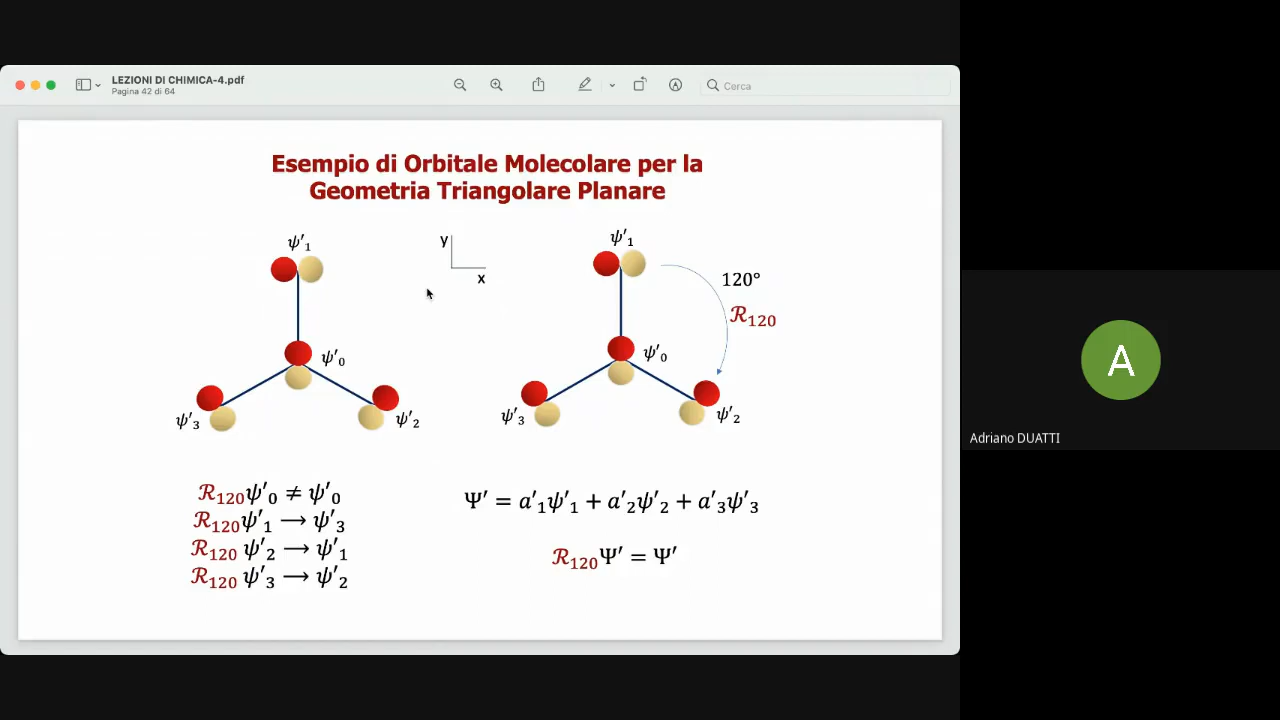 LEZIONI DI CHIMICA-4.pdf
Pagina 42 di 64
Cerca
Esempio di Orbitale Molecolare per la
Geometria Triangolare Planare
ψ′₁
y
x
ψ′₀
ψ′₃
ψ′₂
ψ′₁
120°
ℛ₁₂₀
ψ′₀
ψ′₃
ψ′₂
ℛ₁₂₀ψ′₀ ≠ ψ′₀
ℛ₁₂₀ψ′₁ ⟶ ψ′₃
ℛ₁₂₀ ψ′₂ ⟶ ψ′₁
ℛ₁₂₀ ψ′₃ ⟶ ψ′₂
Ψ′ = a′₁ψ′₁ + a′₂ψ′₂ + a′₃ψ′₃
ℛ₁₂₀Ψ′ = Ψ′
A
Adriano DUATTI